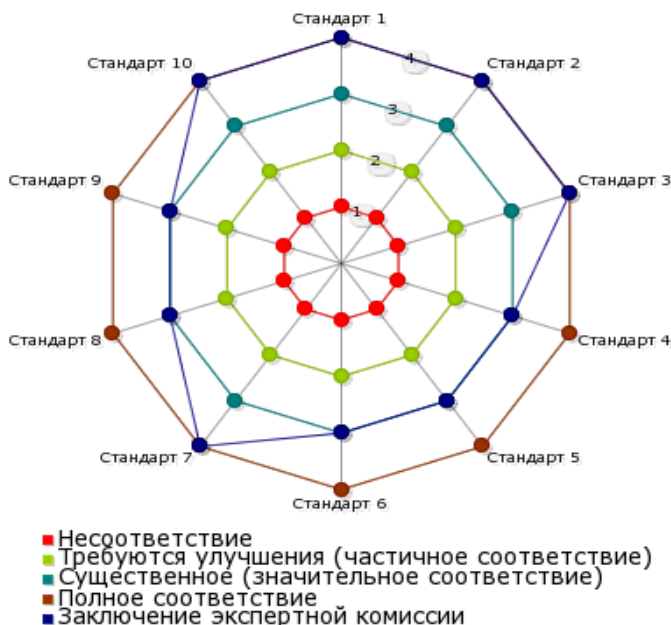 Стандарт 1
Стандарт 10
Стандарт 2
4
3
2
1
Стандарт 9
Стандарт 3
Стандарт 8
Стандарт 4
Стандарт 7
Стандарт 5
Стандарт 6
Несоответствие
Требуются улучшения (частичное соответствие)
Существенное (значительное соответствие)
Полное соответствие
Заключение экспертной комиссии